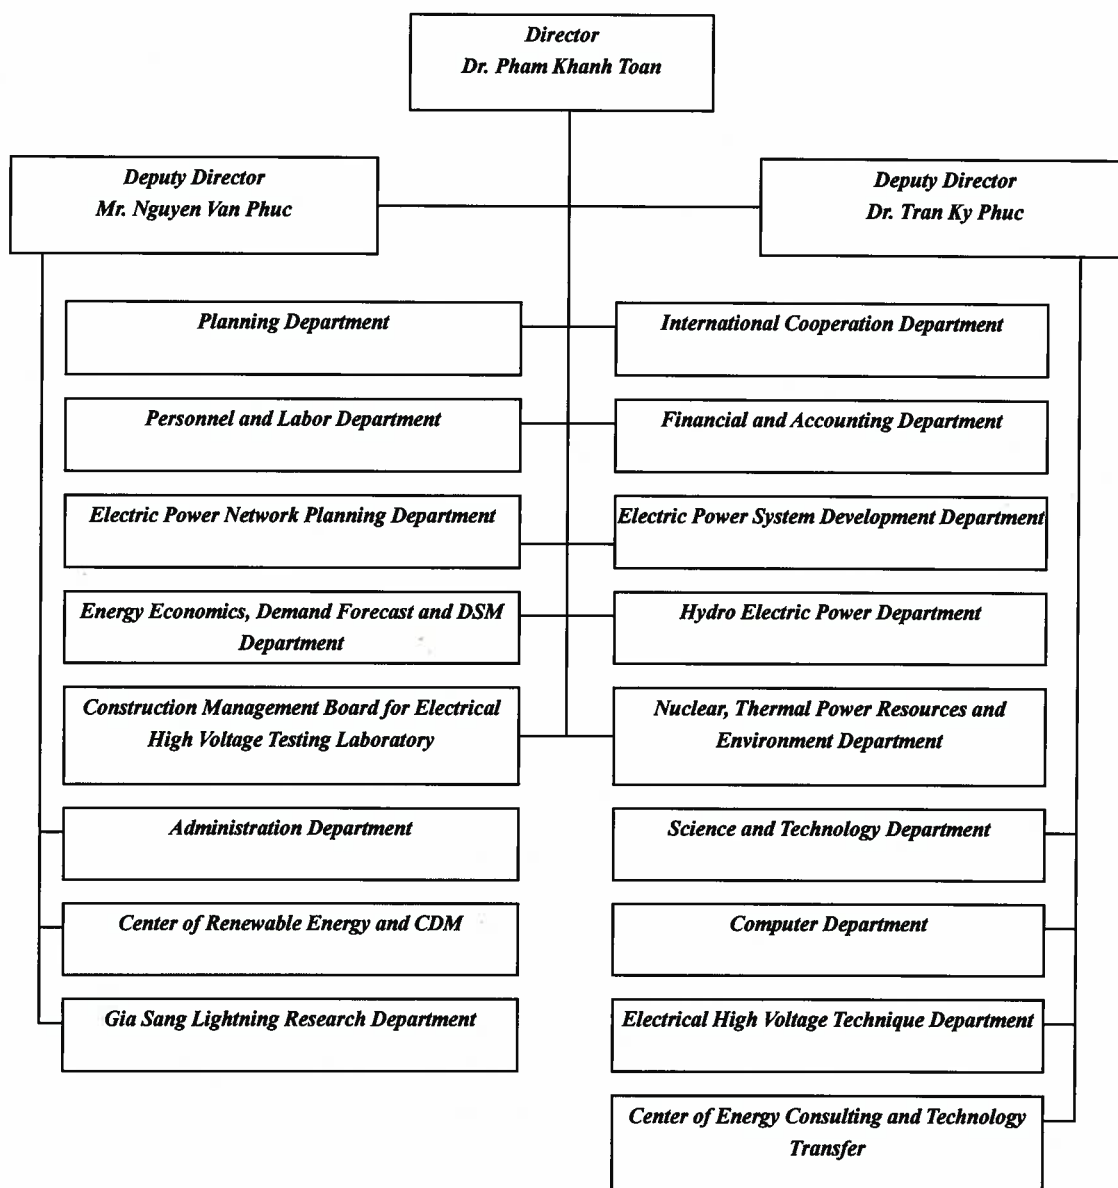 Director
Dr. Pham Khanh Toan
Deputy Director
Mr. Nguyen Van Phuc
Deputy Director
Dr. Tran Ky Phuc
Planning Department
International Cooperation Department
Personnel and Labor Department
Financial and Accounting Department
Electric Power Network Planning Department
Electric Power System Development Department
Energy Economics, Demand Forecast and DSM
Department
Hydro Electric Power Department
Construction Management Board for Electrical
High Voltage Testing Laboratory
Nuclear, Thermal Power Resources and
Environment Department
Administration Department
Science and Technology Department
Center of Renewable Energy and CDM
Computer Department
Gia Sang Lightning Research Department
Electrical High Voltage Technique Department
Center of Energy Consulting and Technology
Transfer